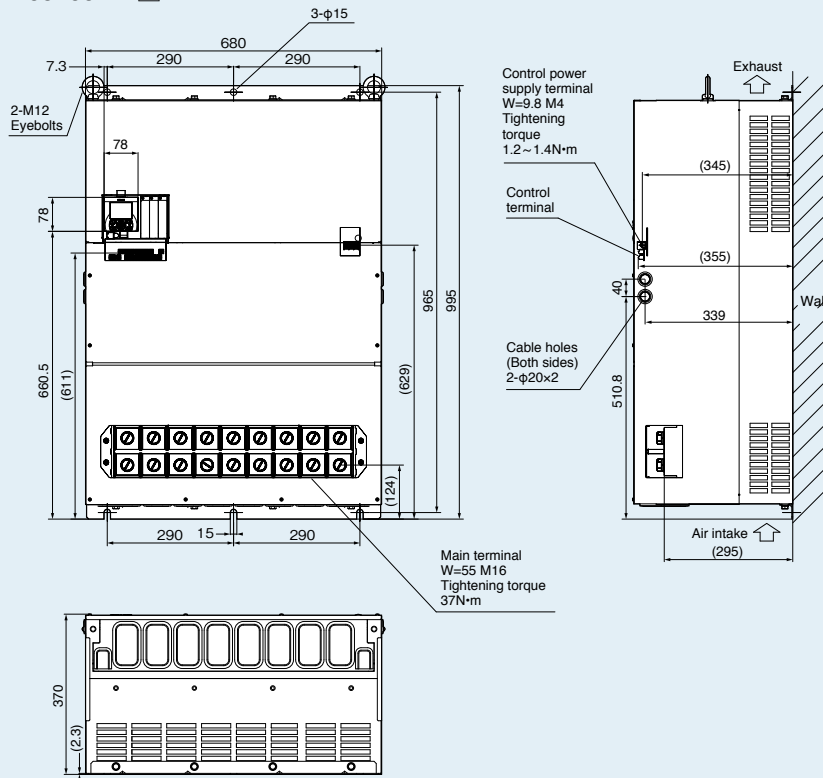 3-φ15
680
290
290
7.3
2-M12
Eyebolts
78
78
660.5
(611)
(629)
965
995
(124)
290
15
290
Main terminal
W=55 M16
Tightening torque
37N•m
Control power
supply terminal
W=9.8 M4
Tightening
torque
1.2~1.4N•m
Exhaust
(345)
Control
terminal
(355)
40
339
Cable holes
(Both sides)
2-φ20×2
510.8
Air intake
(295)
370
(2.3)